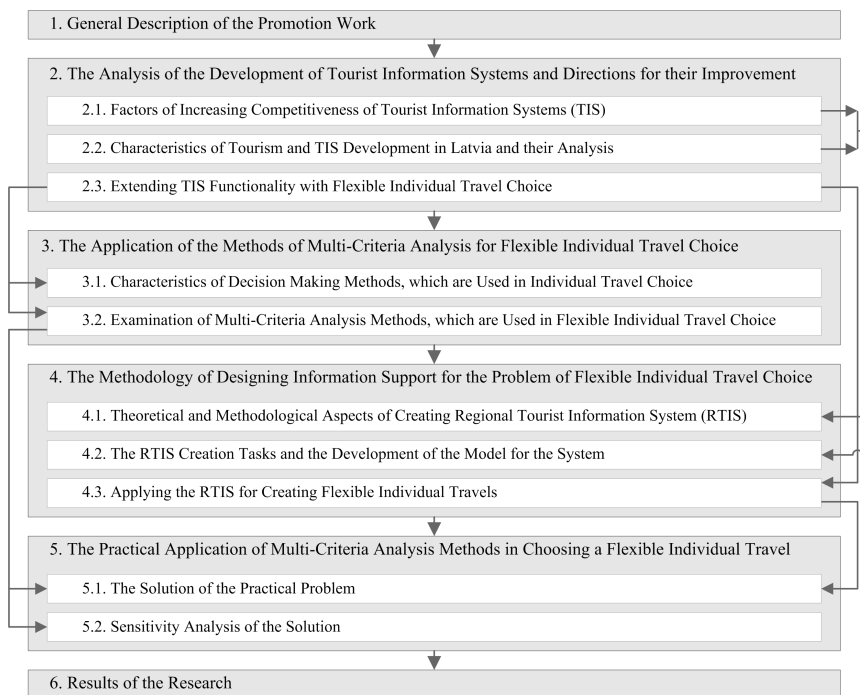 1. General Description of the Promotion Work
2. The Analysis of the Development of Tourist Information Systems and Directions for their Improvement
2.1. Factors of Increasing Competitiveness of Tourist Information Systems (TIS)
2.2. Characteristics of Tourism and TIS Development in Latvia and their Analysis
2.3. Extending TIS Functionality with Flexible Individual Travel Choice
3. The Application of the Methods of Multi-Criteria Analysis for Flexible Individual Travel Choice
3.1. Characteristics of Decision Making Methods, which are Used in Individual Travel Choice
3.2. Examination of Multi-Criteria Analysis Methods, which are Used in Flexible Individual Travel Choice
4. The Methodology of Designing Information Support for the Problem of Flexible Individual Travel Choice
4.1. Theoretical and Methodological Aspects of Creating Regional Tourist Information System (RTIS)
4.2. The RTIS Creation Tasks and the Development of the Model for the System
4.3. Applying the RTIS for Creating Flexible Individual Travels
5. The Practical Application of Multi-Criteria Analysis Methods in Choosing a Flexible Individual Travel
5.1. The Solution of the Practical Problem
5.2. Sensitivity Analysis of the Solution
6. Results of the Research